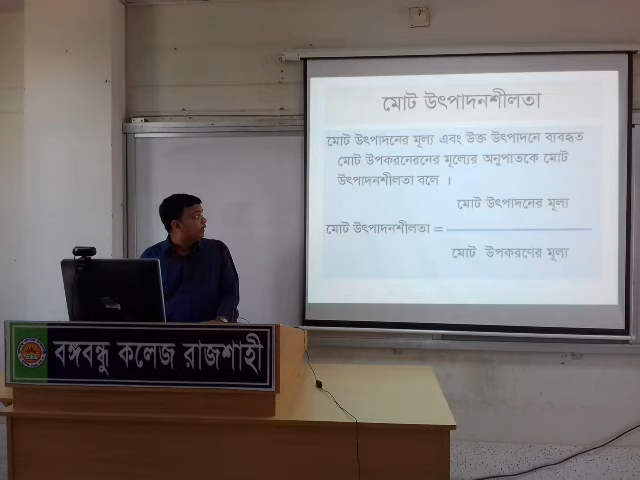 মোট উৎপাদনশীলতা
মোট উৎপাদনের মূল্য এবং উক্ত উৎপাদনে ব্যবহৃত
মোট উপকরনেরনের মূল্যের অনুপাতকে মোট
উৎপাদনশীলতা বলে ।
মোট উৎপাদনের মূল্য
মোট উৎপাদনশীলতা =
মোট উপকরণের মূল্য
বঙ্গবন্ধু কলেজ রাজশাহী